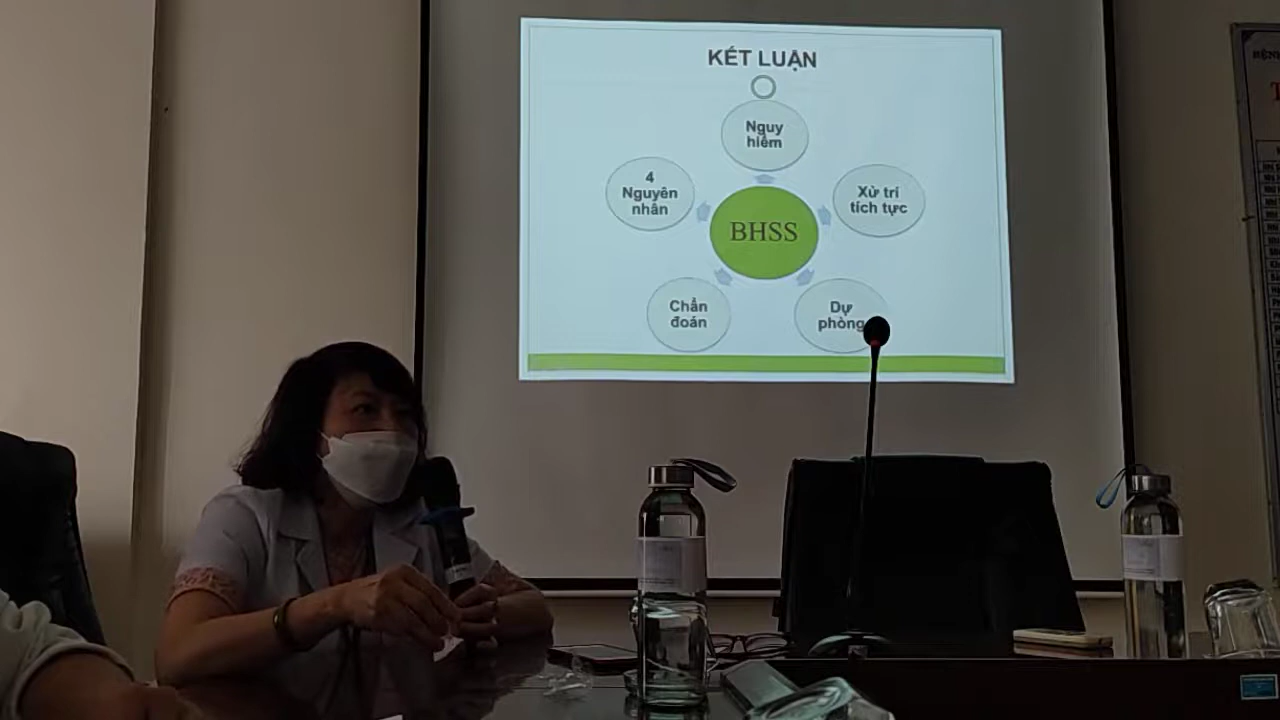 KẾT LUẬN
Nguy
hiểm
4
Nguyên
nhân
Xử trí
tích tực
BHSS
Chẩn
đoán
Dự
phòng